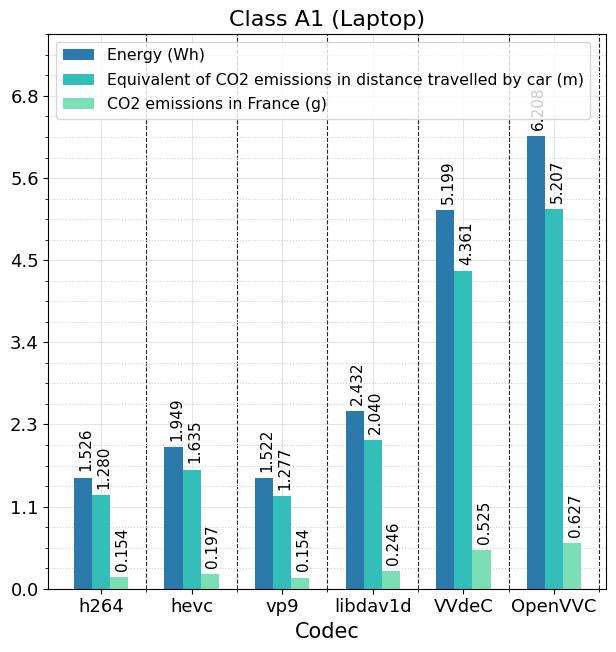 Class A1 (Laptop)
Energy (Wh)
Equivalent of CO2 emissions in distance travelled by car (m)
CO2 emissions in France (g)
6.8
5.6
4.5
3.4
2.3
1.1
0.0
1.526
1.280
0.154
1.949
1.635
0.197
1.522
1.277
0.154
2.432
2.040
0.246
5.199
4.361
0.525
6.208
5.207
0.627
h264
hevc
vp9
libdav1d
VVdeC
OpenVVC
Codec